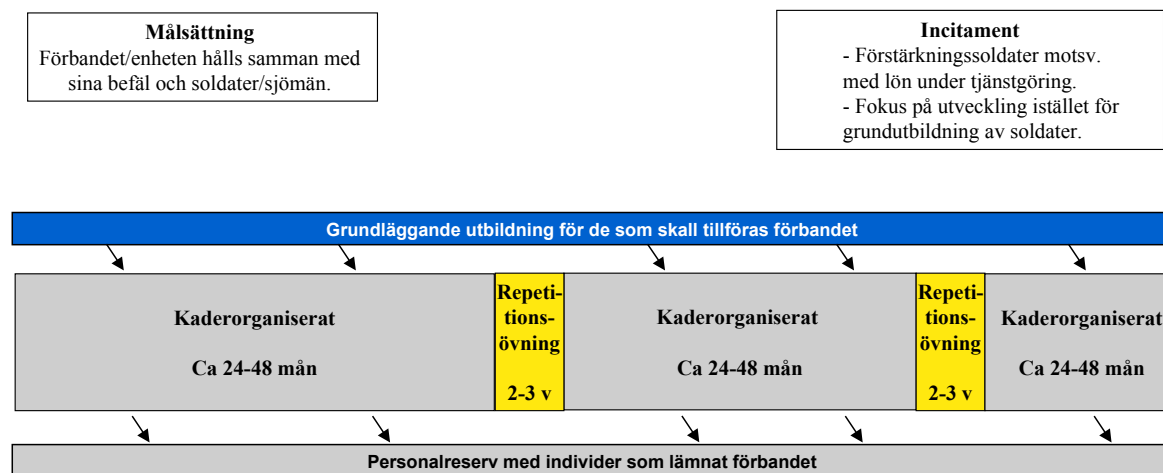 Målsättning
Förbandet/enheten hålls samman med
sina befäl och soldater/sjömän.
Incitament
- Förstärkningssoldater motsv.
med lön under tjänstgöring.
- Fokus på utveckling istället för
grundutbildning av soldater.
Grundläggande utbildning för de som skall tillföras förbandet
Kaderorganiserat
Ca 24-48 mån
Repeti-
tions-
övning
2-3 v
Kaderorganiserat
Ca 24-48 mån
Repeti-
tions-
övning
2-3 v
Kaderorganiserat
Ca 24-48 mån
Personalreserv med individer som lämnat förbandet